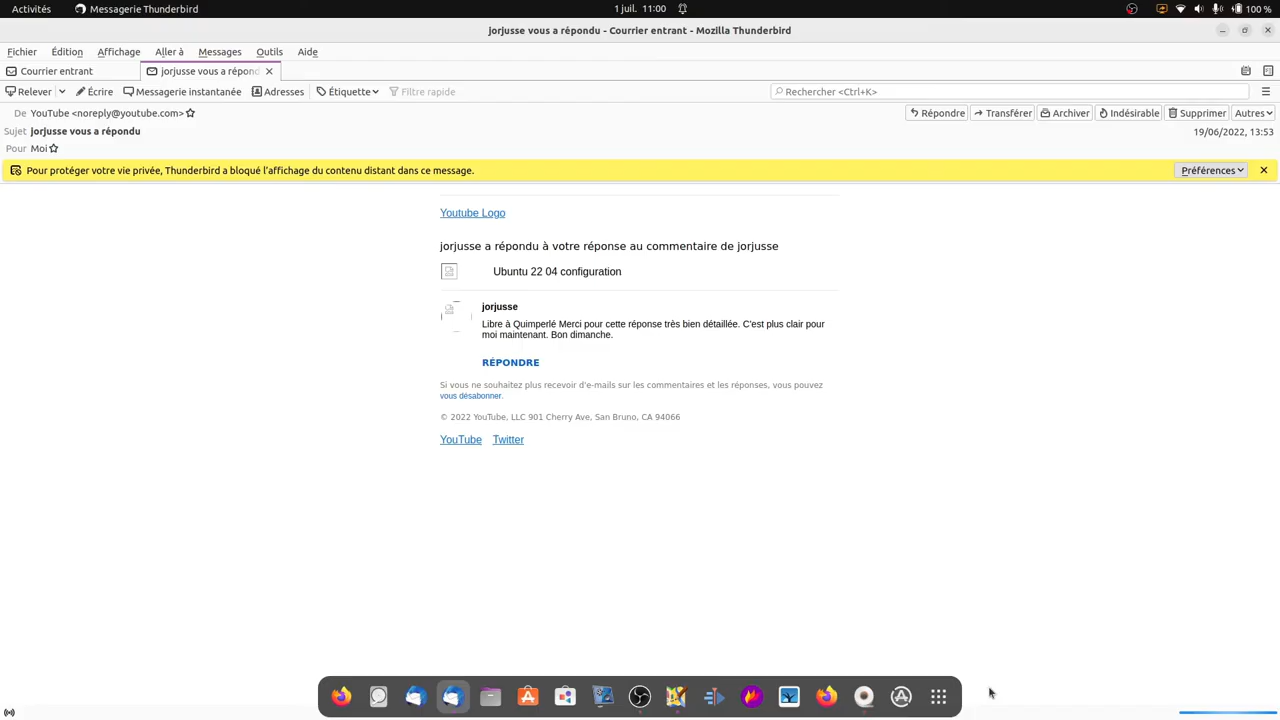 Activités
Messagerie Thunderbird
1 juil. 11:00
100 %
jorjusse vous a répondu - Courrier entrant - Mozilla Thunderbird
Fichier Édition Affichage Aller à Messages Outils Aide
Courrier entrant
jorjusse vous a répond
Relever Écrire Messagerie instantanée Adresses Étiquette Filtre rapide Rechercher <Ctrl+K>
De YouTube <noreply@youtube.com>
Répondre Transférer Archiver Indésirable Supprimer Autres
Sujet jorjusse vous a répondu
19/06/2022, 13:53
Pour Moi
Pour protéger votre vie privée, Thunderbird a bloqué l'affichage du contenu distant dans ce message.
Préférences
Youtube Logo
jorjusse a répondu à votre réponse au commentaire de jorjusse
Ubuntu 22 04 configuration
jorjusse
Libre à Quimperlé Merci pour cette réponse très bien détaillée. C'est plus clair pour
moi maintenant. Bon dimanche.
RÉPONDRE
Si vous ne souhaitez plus recevoir d'e-mails sur les commentaires et les réponses, vous pouvez
vous désabonner.
© 2022 YouTube, LLC 901 Cherry Ave, San Bruno, CA 94066
YouTube Twitter